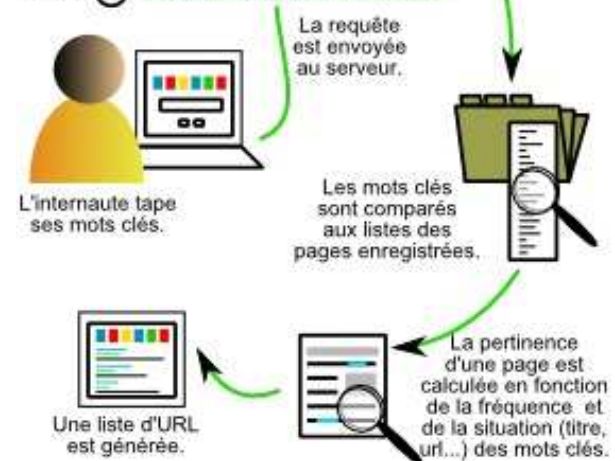 La requête
est envoyée
au serveur.
L'internaute tape
ses mots clés.
Les mots clés
sont comparés
aux listes des
pages enregistrées.
La pertinence
d'une page est
calculée en fonction
de la fréquence et
de la situation (titre,
url...) des mots clés.
Une liste d'URL
est générée.